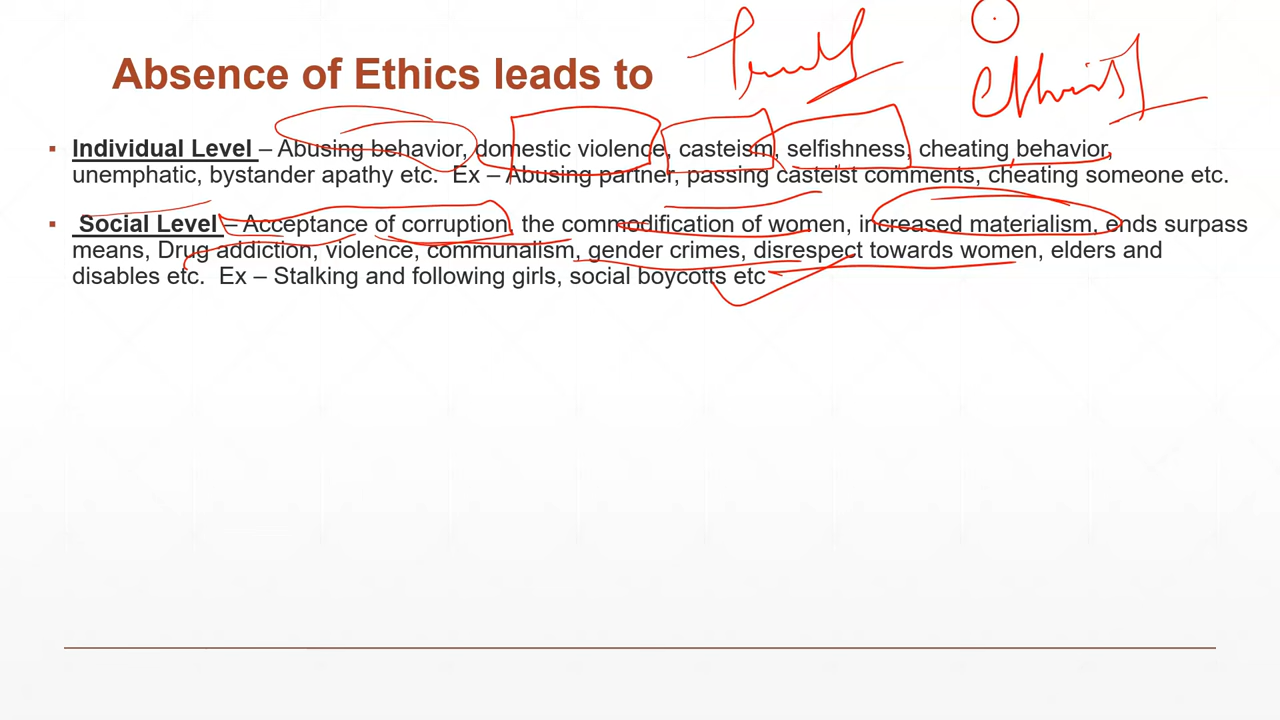 Absence of Ethics leads to
▪ Individual Level – Abusing behavior, domestic violence, casteism, selfishness, cheating behavior,
unemphatic, bystander apathy etc. Ex – Abusing partner, passing casteist comments, cheating someone etc.
▪ Social Level – Acceptance of corruption, the commodification of women, increased materialism, ends surpass
means, Drug addiction, violence, communalism, gender crimes, disrespect towards women, elders and
disables etc. Ex – Stalking and following girls, social boycotts etc